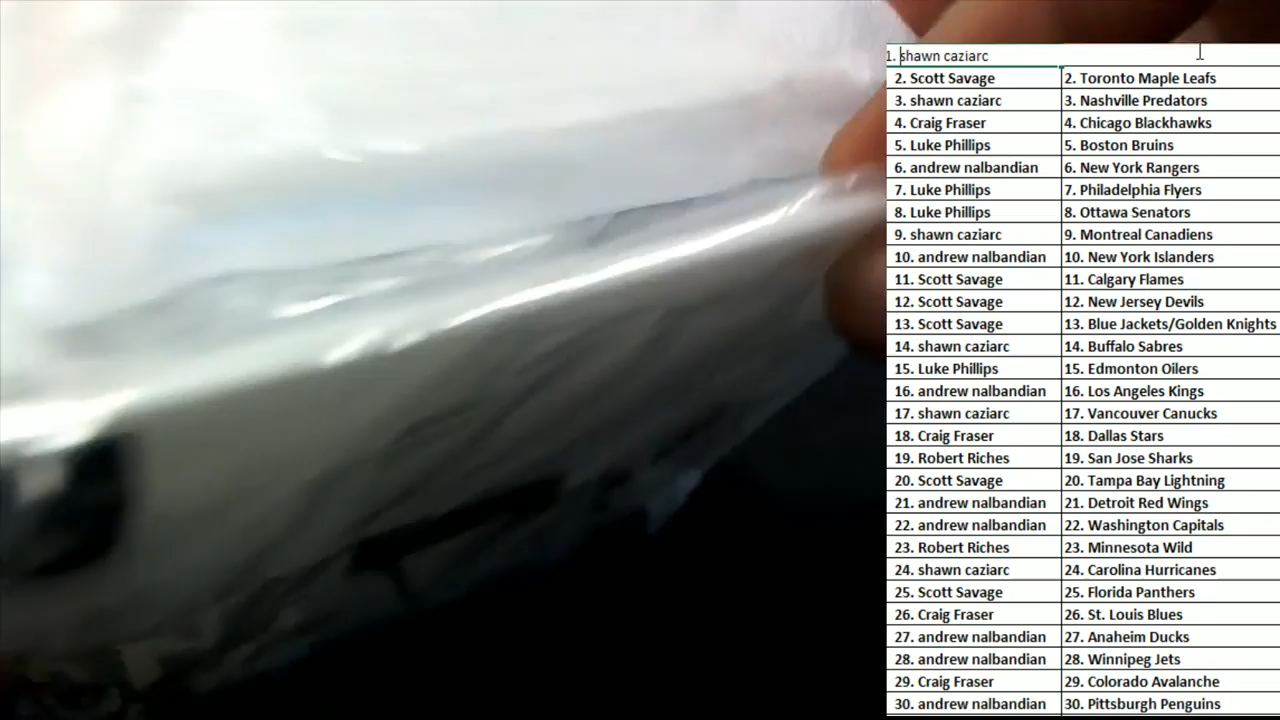 1. shawn caziarc
2. Scott Savage 2. Toronto Maple Leafs
3. shawn caziarc 3. Nashville Predators
4. Craig Fraser 4. Chicago Blackhawks
5. Luke Phillips 5. Boston Bruins
6. andrew nalbandian 6. New York Rangers
7. Luke Phillips 7. Philadelphia Flyers
8. Luke Phillips 8. Ottawa Senators
9. shawn caziarc 9. Montreal Canadiens
10. andrew nalbandian 10. New York Islanders
11. Scott Savage 11. Calgary Flames
12. Scott Savage 12. New Jersey Devils
13. Scott Savage 13. Blue Jackets/Golden Knights
14. shawn caziarc 14. Buffalo Sabres
15. Luke Phillips 15. Edmonton Oilers
16. andrew nalbandian 16. Los Angeles Kings
17. shawn caziarc 17. Vancouver Canucks
18. Craig Fraser 18. Dallas Stars
19. Robert Riches 19. San Jose Sharks
20. Scott Savage 20. Tampa Bay Lightning
21. andrew nalbandian 21. Detroit Red Wings
22. andrew nalbandian 22. Washington Capitals
23. Robert Riches 23. Minnesota Wild
24. shawn caziarc 24. Carolina Hurricanes
25. Scott Savage 25. Florida Panthers
26. Craig Fraser 26. St. Louis Blues
27. andrew nalbandian 27. Anaheim Ducks
28. andrew nalbandian 28. Winnipeg Jets
29. Craig Fraser 29. Colorado Avalanche
30. andrew nalbandian 30. Pittsburgh Penguins